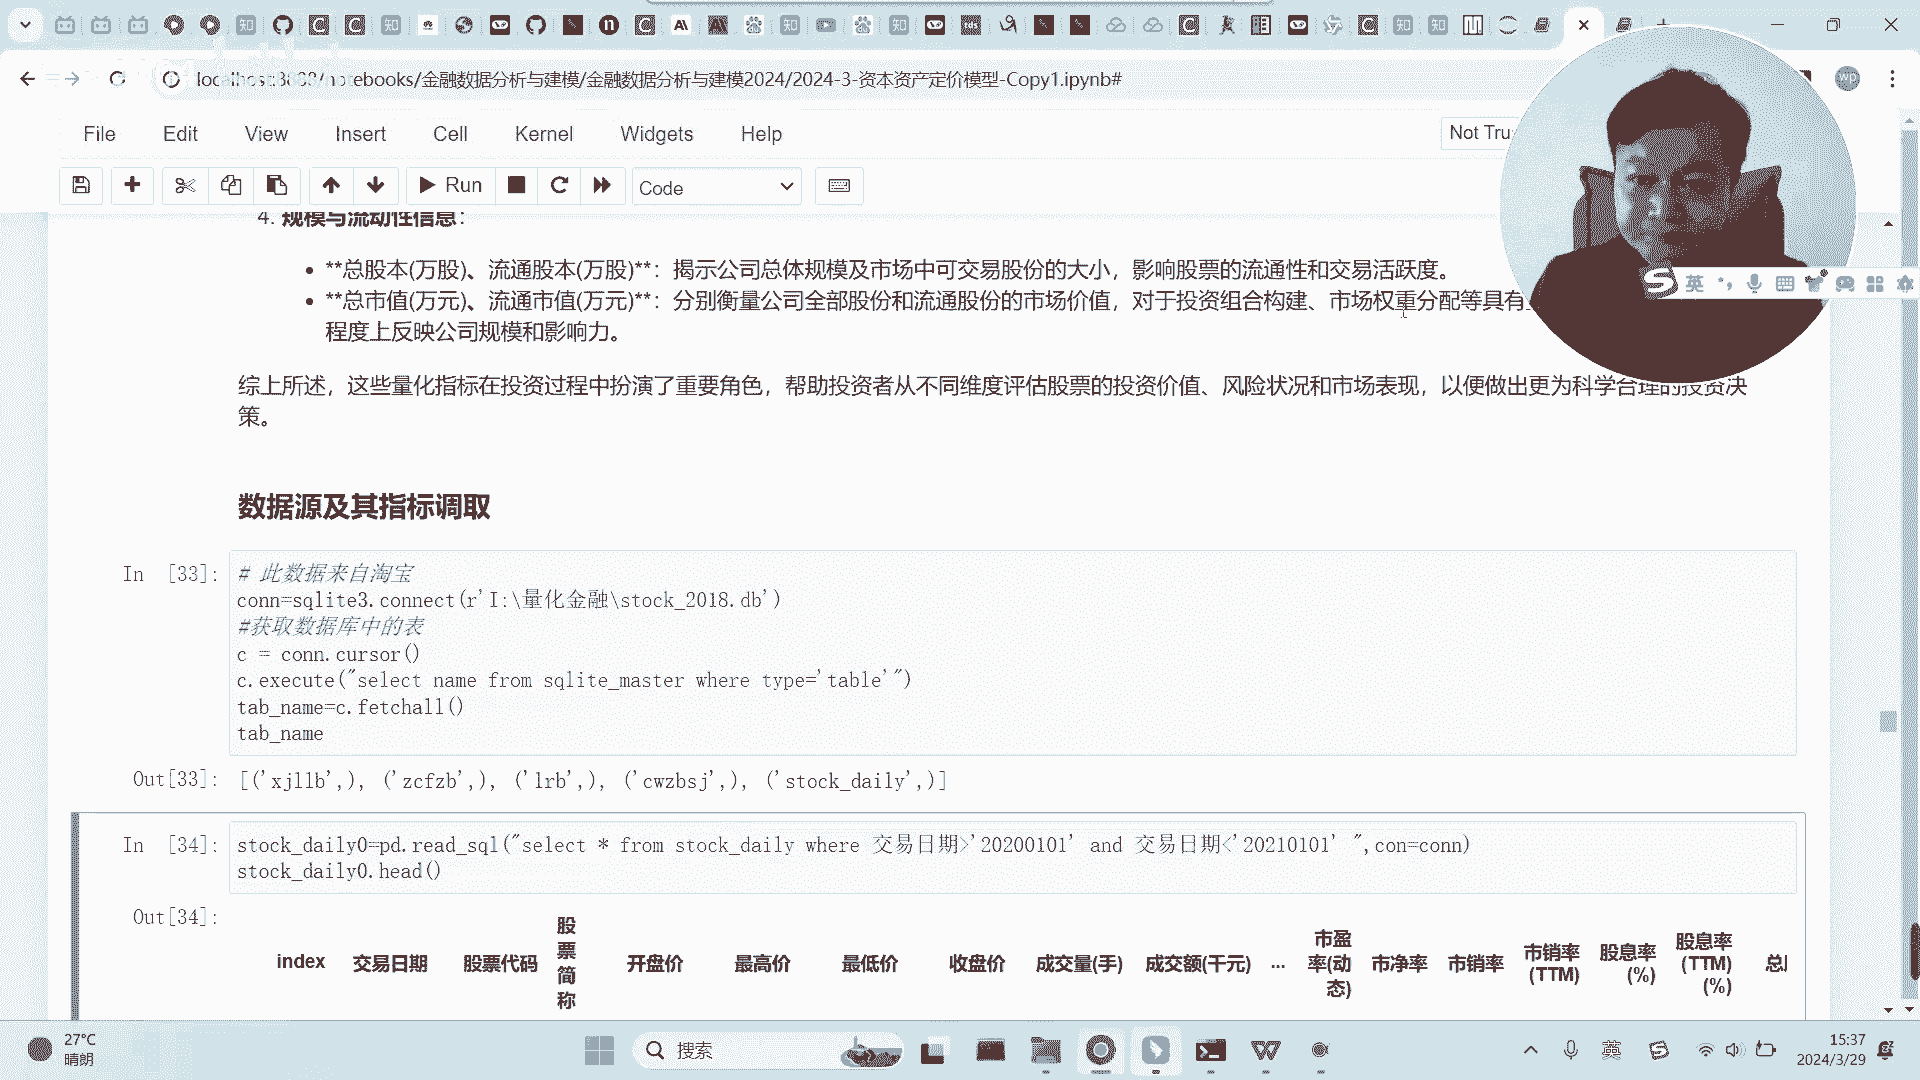 localhost:8888/notebooks/金融数据分析与建模/金融数据分析与建模2024/2024-3-资本资产定价模型-Copy1.ipynb#
wp
File Edit View Insert Cell Kernel Widgets Help
Not Tru
Run
Code
4. 规模与流动性信息：
• **总股本(万股)、流通股本(万股)**：揭示公司总体规模及市场中可交易股份的大小，影响股票的流通性和交易活跃度。
• **总市值(万元)、流通市值(万元)**：分别衡量公司全部股份和流通股份的市场价值，对于投资组合构建、市场权重分配等具有
程度上反映公司规模和影响力。
英
综上所述，这些量化指标在投资过程中扮演了重要角色，帮助投资者从不同维度评估股票的投资价值、风险状况和市场表现，以便做出更为科学合理的投资决
策。
数据源及其指标调取
In [33]:
# 此数据来自淘宝
conn=sqlite3.connect(r'I:\量化金融\stock_2018.db')
#获取数据库中的表
c = conn.cursor()
c.execute("select name from sqlite_master where type='table'")
tab_name=c.fetchall()
tab_name
Out[33]: [('xjllb',), ('zcfzb',), ('lrb',), ('cwzbsj',), ('stock_daily',)]
In [34]:
stock_daily0=pd.read_sql("select * from stock_daily where 交易日期>'20200101' and 交易日期<'20210101' ",con=conn)
stock_daily0.head()
Out[34]:
index 交易日期 股票代码 股票简称 开盘价 最高价 最低价 收盘价 成交量(手) 成交额(千元) ... 市盈率(动态) 市净率 市销率 市销率(TTM) 股息率(%) 股息率(TTM)(%)
27°C
晴朗
搜索
英
15:37
2024/3/29